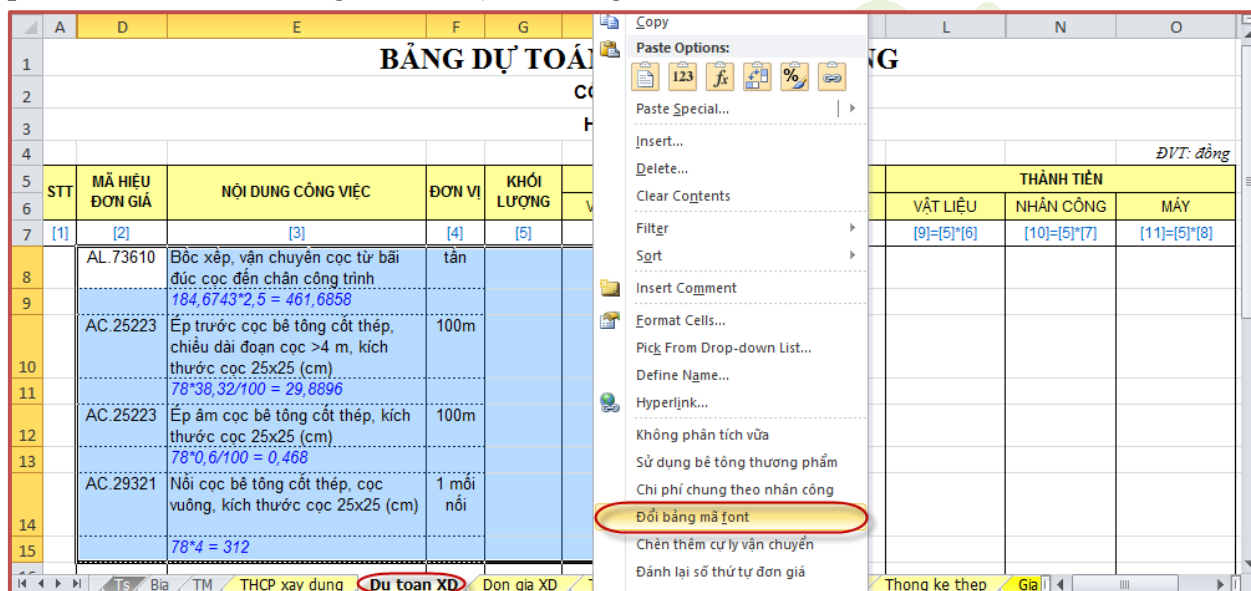 A D E F G L N O
Copy
Paste Options:
1 BẢNG DỰ TOÁ G
2
3 H
Paste Special...
4 ĐVT: đồng
Insert...
Delete...
Clear Contents
5 STT MÃ HIỆU ĐƠN GIÁ NỘI DUNG CÔNG VIỆC ĐƠN VỊ KHỐI LƯỢNG THÀNH TIỀN
6 V VẬT LIỆU NHÂN CÔNG MÁY
7 [1] [2] [3] [4] [5] [9]=[5]*[6] [10]=[5]*[7] [11]=[5]*[8]
Filter
Sort
Insert Comment
Format Cells...
Pick From Drop-down List...
Define Name...
Hyperlink...
Không phân tích vữa
Sử dụng bê tông thương phẩm
Chi phí chung theo nhân công
Đổi bảng mã font
Chèn thêm cự ly vận chuyển
Đánh lại số thứ tự đơn giá
AL.73610 Bốc xếp, vận chuyển cọc từ bãi tấn
8 đúc cọc đến chân công trình
9 184,6743*2,5 = 461,6858
AC.25223 Ép trước cọc bê tông cốt thép, 100m
chiều dài đoạn cọc >4 m, kích
10 thước cọc 25x25 (cm)
11 78*38,32/100 = 29,8896
AC.25223 Ép âm cọc bê tông cốt thép, kích 100m
12 thước cọc 25x25 (cm)
13 78*0,6/100 = 0,468
AC.29321 Nối cọc bê tông cốt thép, cọc 1 mối
vuông, kích thước cọc 25x25 (cm) nối
14
15 78*4 = 312
Ts Bia TM THCP xay dung Du toan XD Don gia XD Thong ke thep Gia